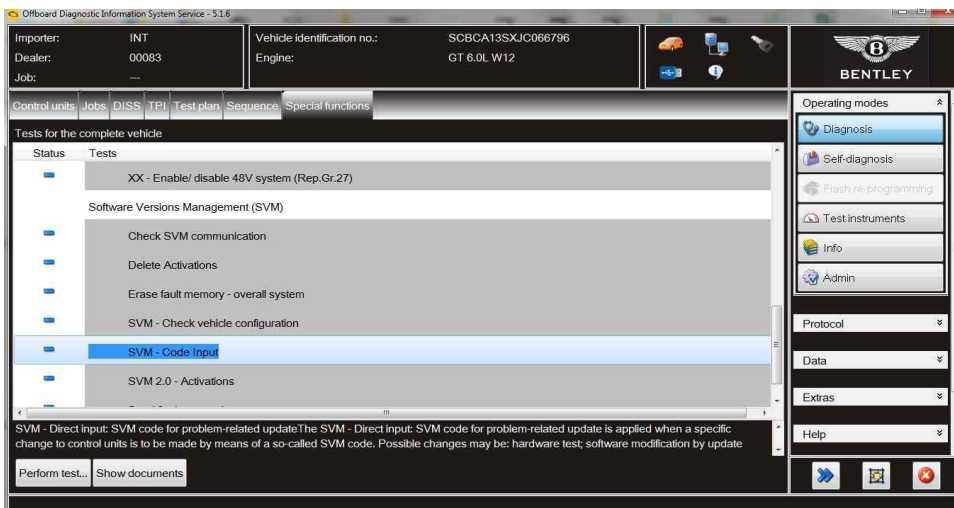 Offboard Diagnostic Information System Service - 5.1.6
Importer: INT
Dealer: 00083
Job: ---
Vehicle identification no.: SCBCA13SXJC066796
Engine: GT 6.0L W12
BENTLEY
Control units Jobs DISS TPI Test plan Sequence Special functions
Tests for the complete vehicle
Status Tests
XX - Enable/ disable 48V system (Rep.Gr.27)
Software Versions Management (SVM)
Check SVM communication
Delete Activations
Erase fault memory - overall system
SVM - Check vehicle configuration
SVM - Code Input
SVM 2.0 - Activations
SVM - Direct input: SVM code for problem-related updateThe SVM - Direct input: SVM code for problem-related update is applied when a specific
change to control units is to be made by means of a so-called SVM code. Possible changes may be: hardware test; software modification by update
Perform test... Show documents
Operating modes
Diagnosis
Self-diagnosis
Flash re-programming
Test instruments
Info
Admin
Protocol
Data
Extras
Help